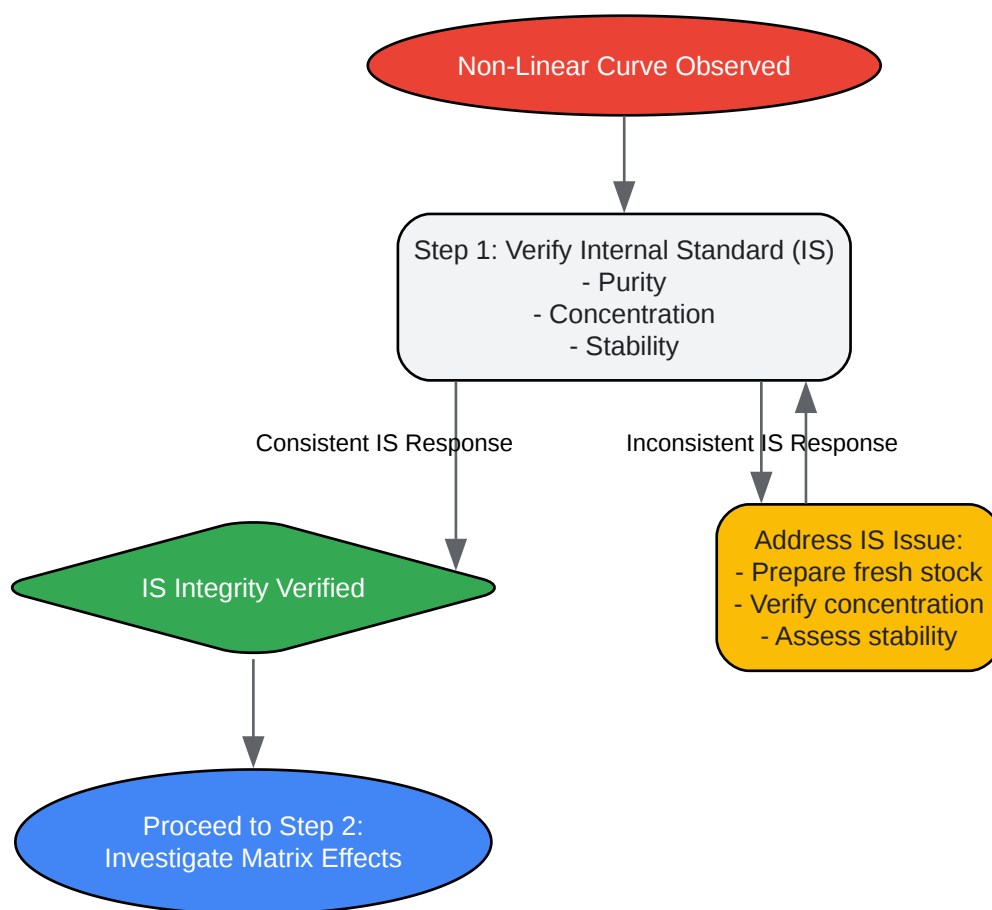 Non-Linear Curve Observed
Step 1: Verify Internal Standard (IS)
- Purity
- Concentration
- Stability
Consistent IS Response
Inconsistent IS Response
IS Integrity Verified
Address IS Issue:
- Prepare fresh stock
- Verify concentration
- Assess stability
Proceed to Step 2:
Investigate Matrix Effects